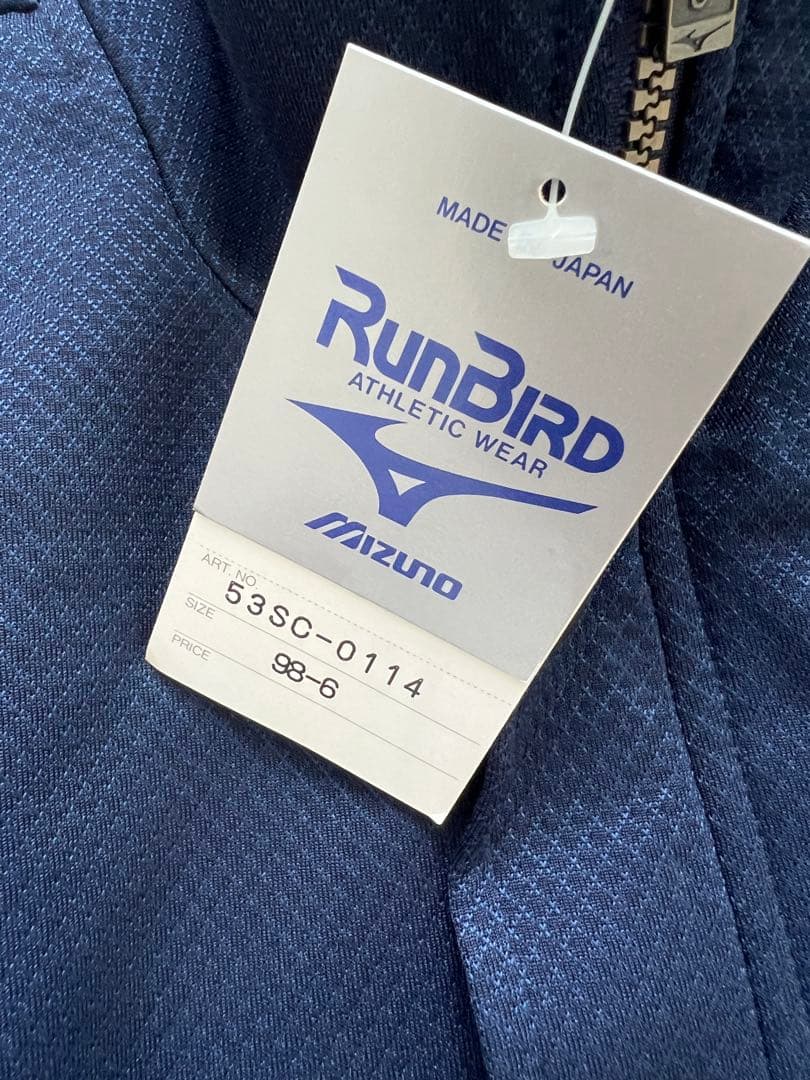 MADE JAPAN
RUNBIRD
ATHLETIC WEAR
MIZUNO
ART. NO. 53SC-0114
SIZE 98-6
PRICE